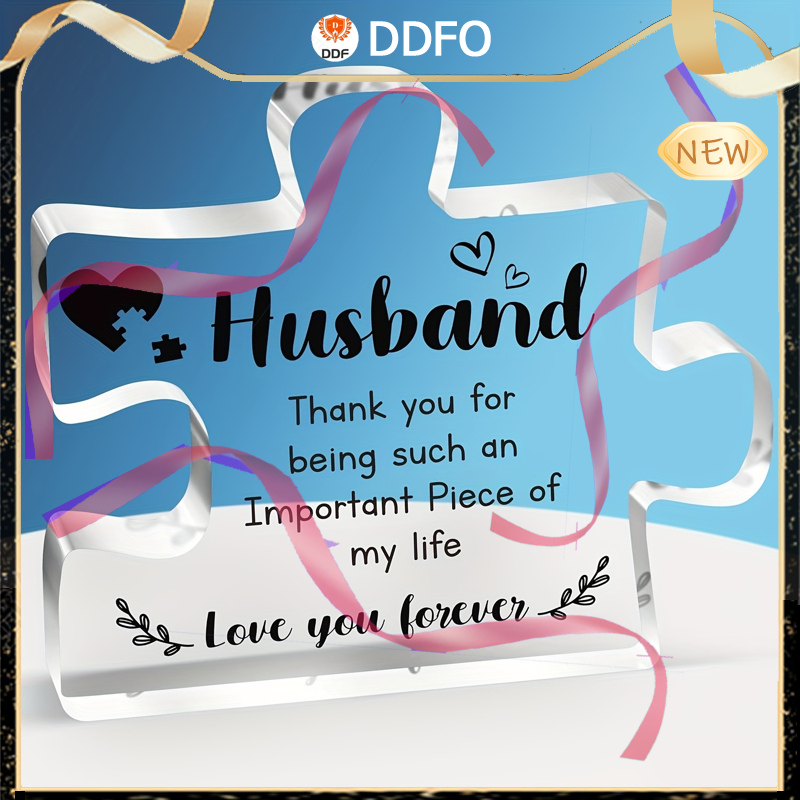 DDF
DDFO
NEW
Husband
Thank you for
being such an
Important Piece of
my life
Love you forever